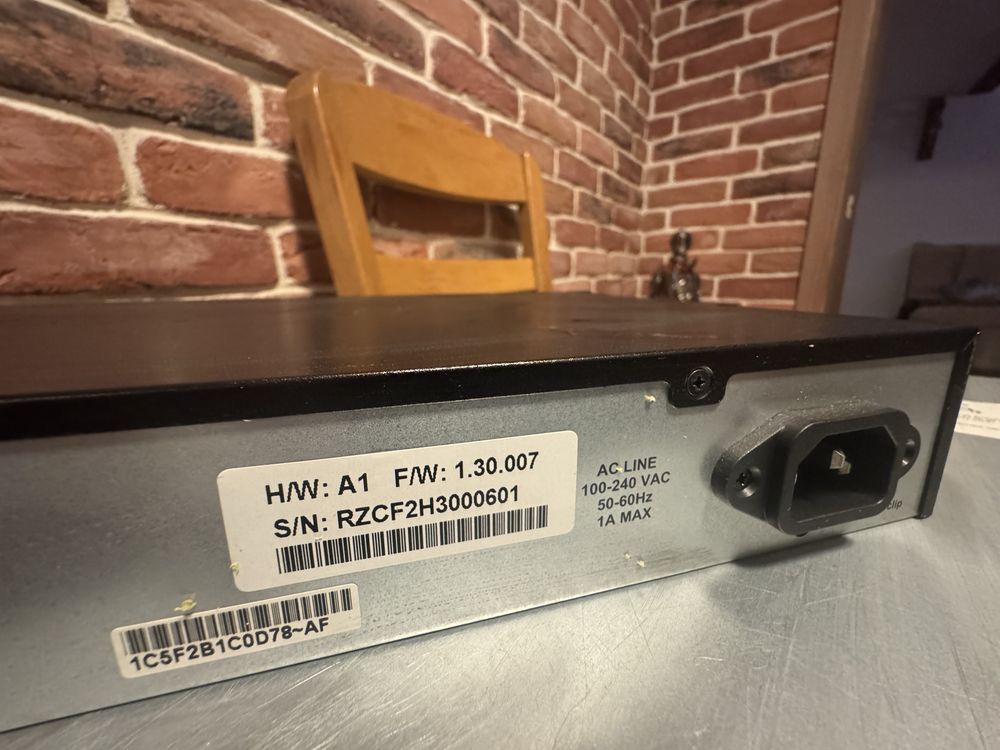 H/W: A1 F/W: 1.30.007
S/N: RZCF2H3000601
1C5F2B1C0D78~AF
AC LINE
100-240 VAC
50-60Hz
1A MAX
clip